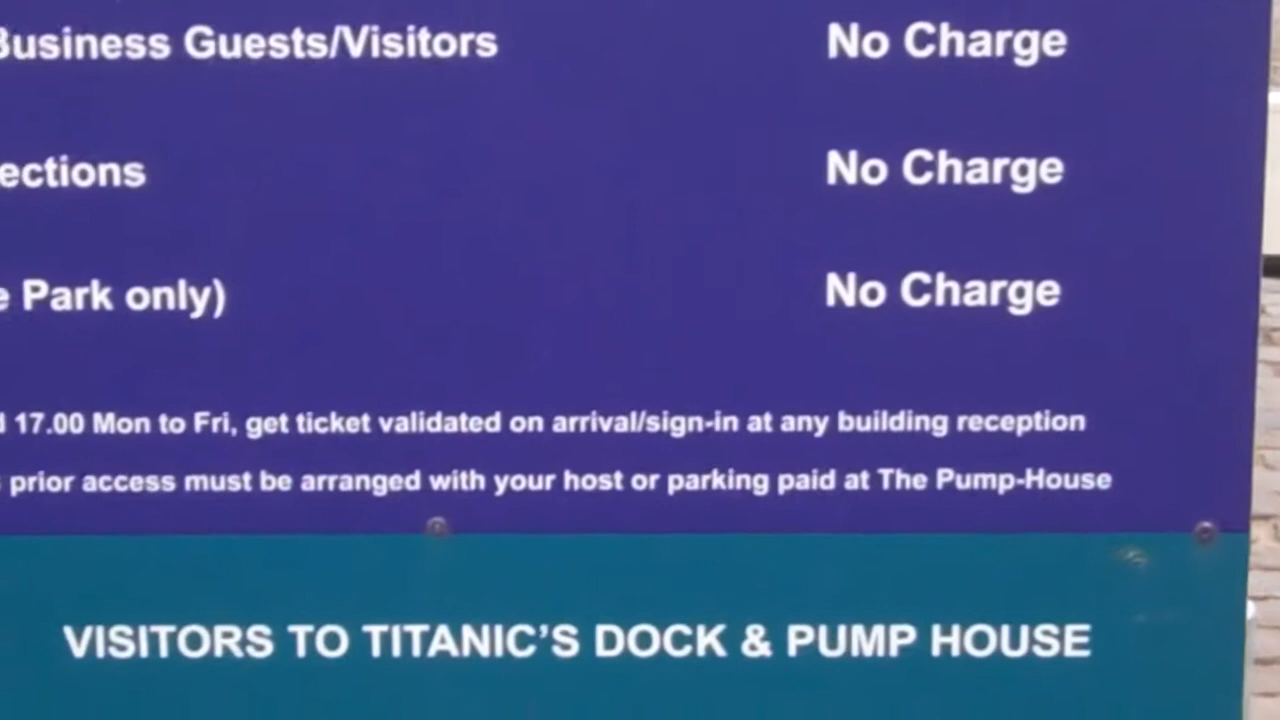 Business Guests/Visitors No Charge
ections No Charge
e Park only) No Charge
17.00 Mon to Fri, get ticket validated on arrival/sign-in at any building reception
prior access must be arranged with your host or parking paid at The Pump-House
VISITORS TO TITANIC’S DOCK & PUMP HOUSE